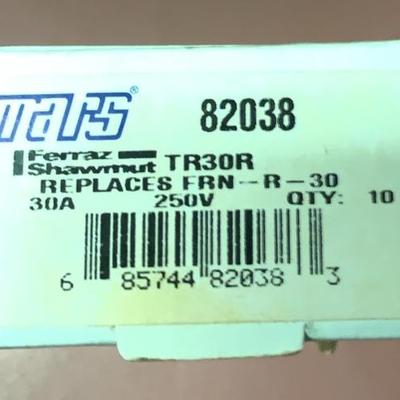 mars® 82038
Ferraz
Shawmut TR30R
REPLACES FRN-R-30
30A 250V QTY: 10
6 85744 82038 3